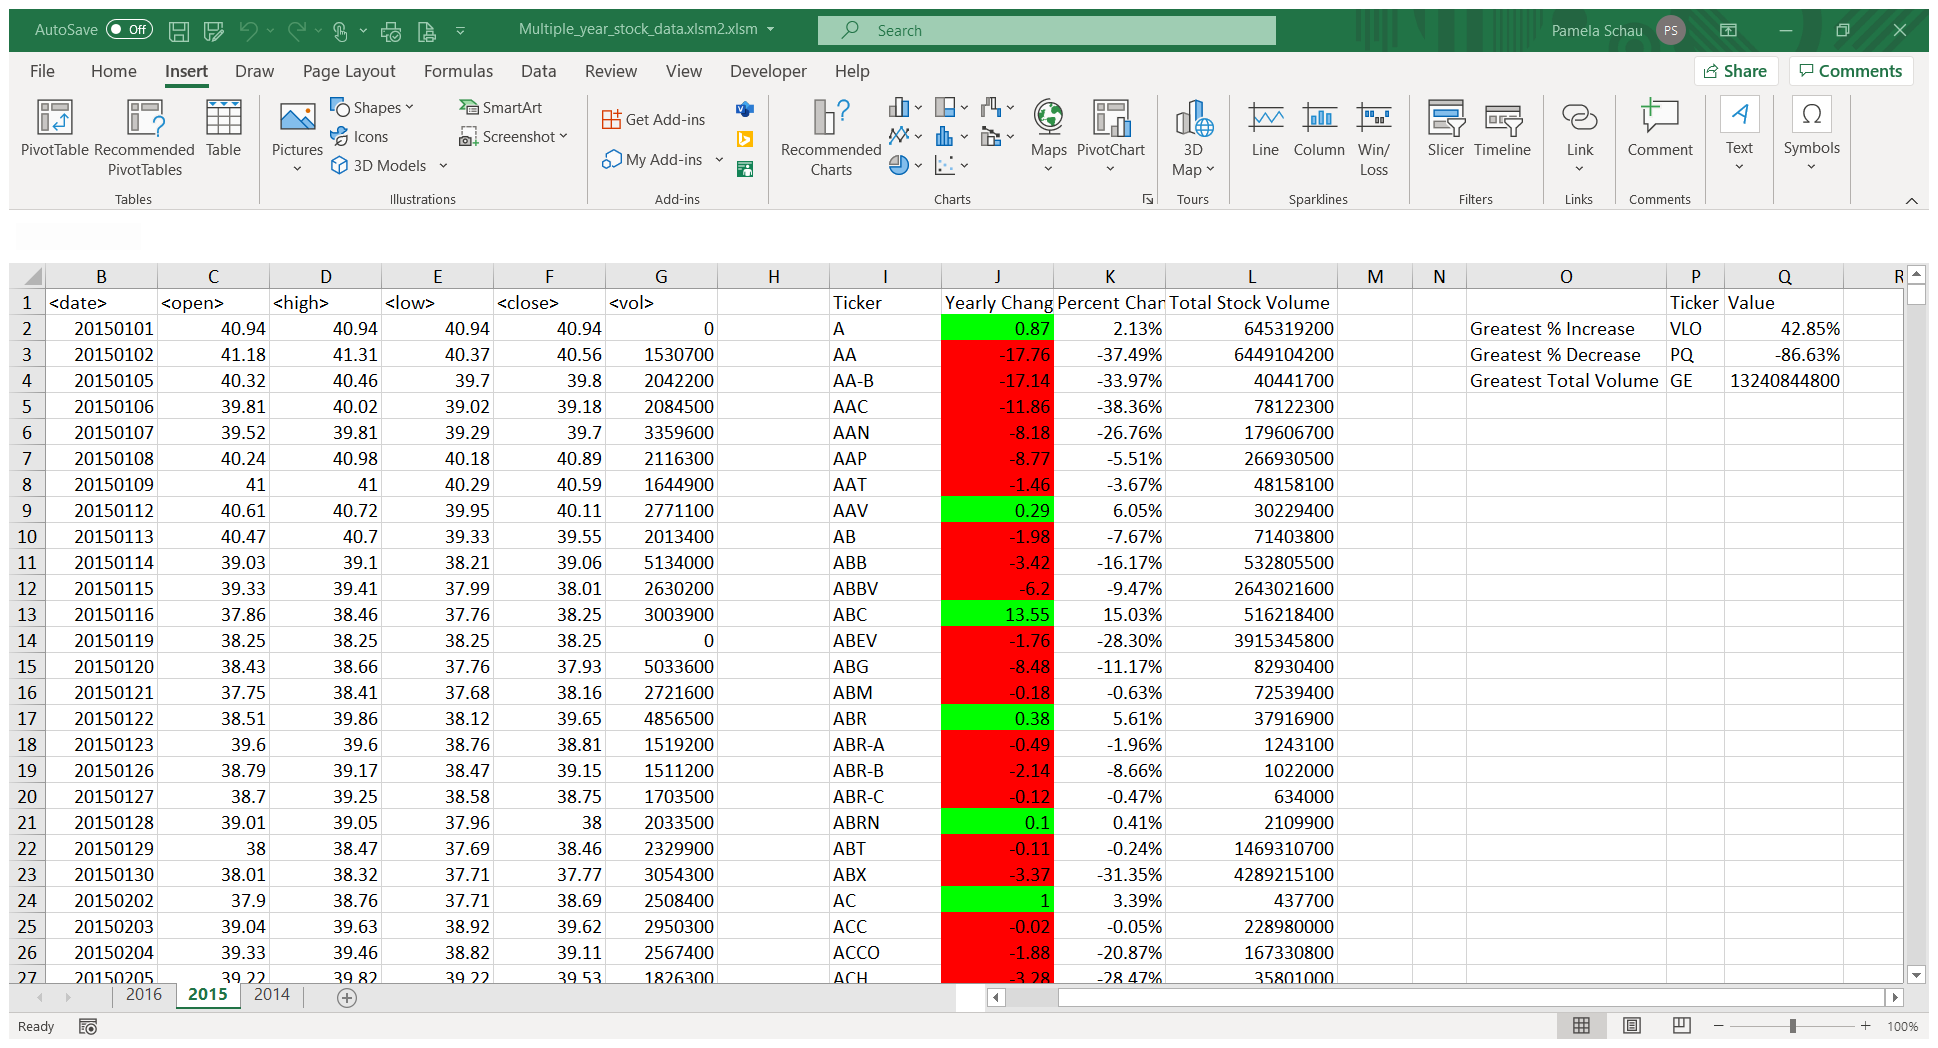 AutoSave Off Multiple_year_stock_data.xlsm2.xlsm Search Pamela Schau PS
File Home Insert Draw Page Layout Formulas Data Review View Developer Help Share Comments
PivotTable Recommended PivotTables Table Pictures Shapes Icons 3D Models SmartArt Screenshot Get Add-ins My Add-ins Recommended Charts Maps PivotChart 3D Map Line Column Win/ Loss Slicer Timeline Link Comment Text Symbols
Tables Illustrations Add-ins Charts Tours Sparklines Filters Links Comments
B C D E F G H I J K L M N O P Q R
1 <date> <open> <high> <low> <close> <vol> Ticker Yearly Chang Percent Char Total Stock Volume Ticker Value
2 20150101 40.94 40.94 40.94 40.94 0 A 0.87 2.13% 645319200 Greatest % Increase VLO 42.85%
3 20150102 41.18 41.31 40.37 40.56 1530700 AA -17.76 -37.49% 6449104200 Greatest % Decrease PQ -86.63%
4 20150105 40.32 40.46 39.7 39.8 2042200 AA-B -17.14 -33.97% 40441700 Greatest Total Volume GE 13240844800
5 20150106 39.81 40.02 39.02 39.18 2084500 AAC -11.86 -38.36% 78122300
6 20150107 39.52 39.81 39.29 39.7 3359600 AAN -8.18 -26.76% 179606700
7 20150108 40.24 40.98 40.18 40.89 2116300 AAP -8.77 -5.51% 266930500
8 20150109 41 41 40.29 40.59 1644900 AAT -1.46 -3.67% 48158100
9 20150112 40.61 40.72 39.95 40.11 2771100 AAV 0.29 6.05% 30229400
10 20150113 40.47 40.7 39.33 39.55 2013400 AB -1.98 -7.67% 71403800
11 20150114 39.03 39.1 38.21 39.06 5134000 ABB -3.42 -16.17% 532805500
12 20150115 39.33 39.41 37.99 38.01 2630200 ABBV -6.2 -9.47% 2643021600
13 20150116 37.86 38.46 37.76 38.25 3003900 ABC 13.55 15.03% 516218400
14 20150119 38.25 38.25 38.25 38.25 0 ABEV -1.76 -28.30% 3915345800
15 20150120 38.43 38.66 37.76 37.93 5033600 ABG -8.48 -11.17% 82930400
16 20150121 37.75 38.41 37.68 38.16 2721600 ABM -0.18 -0.63% 72539400
17 20150122 38.51 39.86 38.12 39.65 4856500 ABR 0.38 5.61% 37916900
18 20150123 39.6 39.6 38.76 38.81 1519200 ABR-A -0.49 -1.96% 1243100
19 20150126 38.79 39.17 38.47 39.15 1511200 ABR-B -2.14 -8.66% 1022000
20 20150127 38.7 39.25 38.58 38.75 1703500 ABR-C -0.12 -0.47% 634000
21 20150128 39.01 39.05 37.96 38 2033500 ABRN 0.1 0.41% 2109900
22 20150129 38 38.47 37.69 38.46 2329900 ABT -0.11 -0.24% 1469310700
23 20150130 38.01 38.32 37.71 37.77 3054300 ABX -3.37 -31.35% 4289215100
24 20150202 37.9 38.76 37.71 38.69 2508400 AC 1 3.39% 437700
25 20150203 39.04 39.63 38.92 39.62 2950300 ACC -0.02 -0.05% 228980000
26 20150204 39.33 39.46 38.82 39.11 2567400 ACCO -1.88 -20.87% 167330800
27 20150205 39.22 39.82 39.22 39.53 1826300 ACH -3.28 -28.47% 35801000
2016 2015 2014
Ready 100%